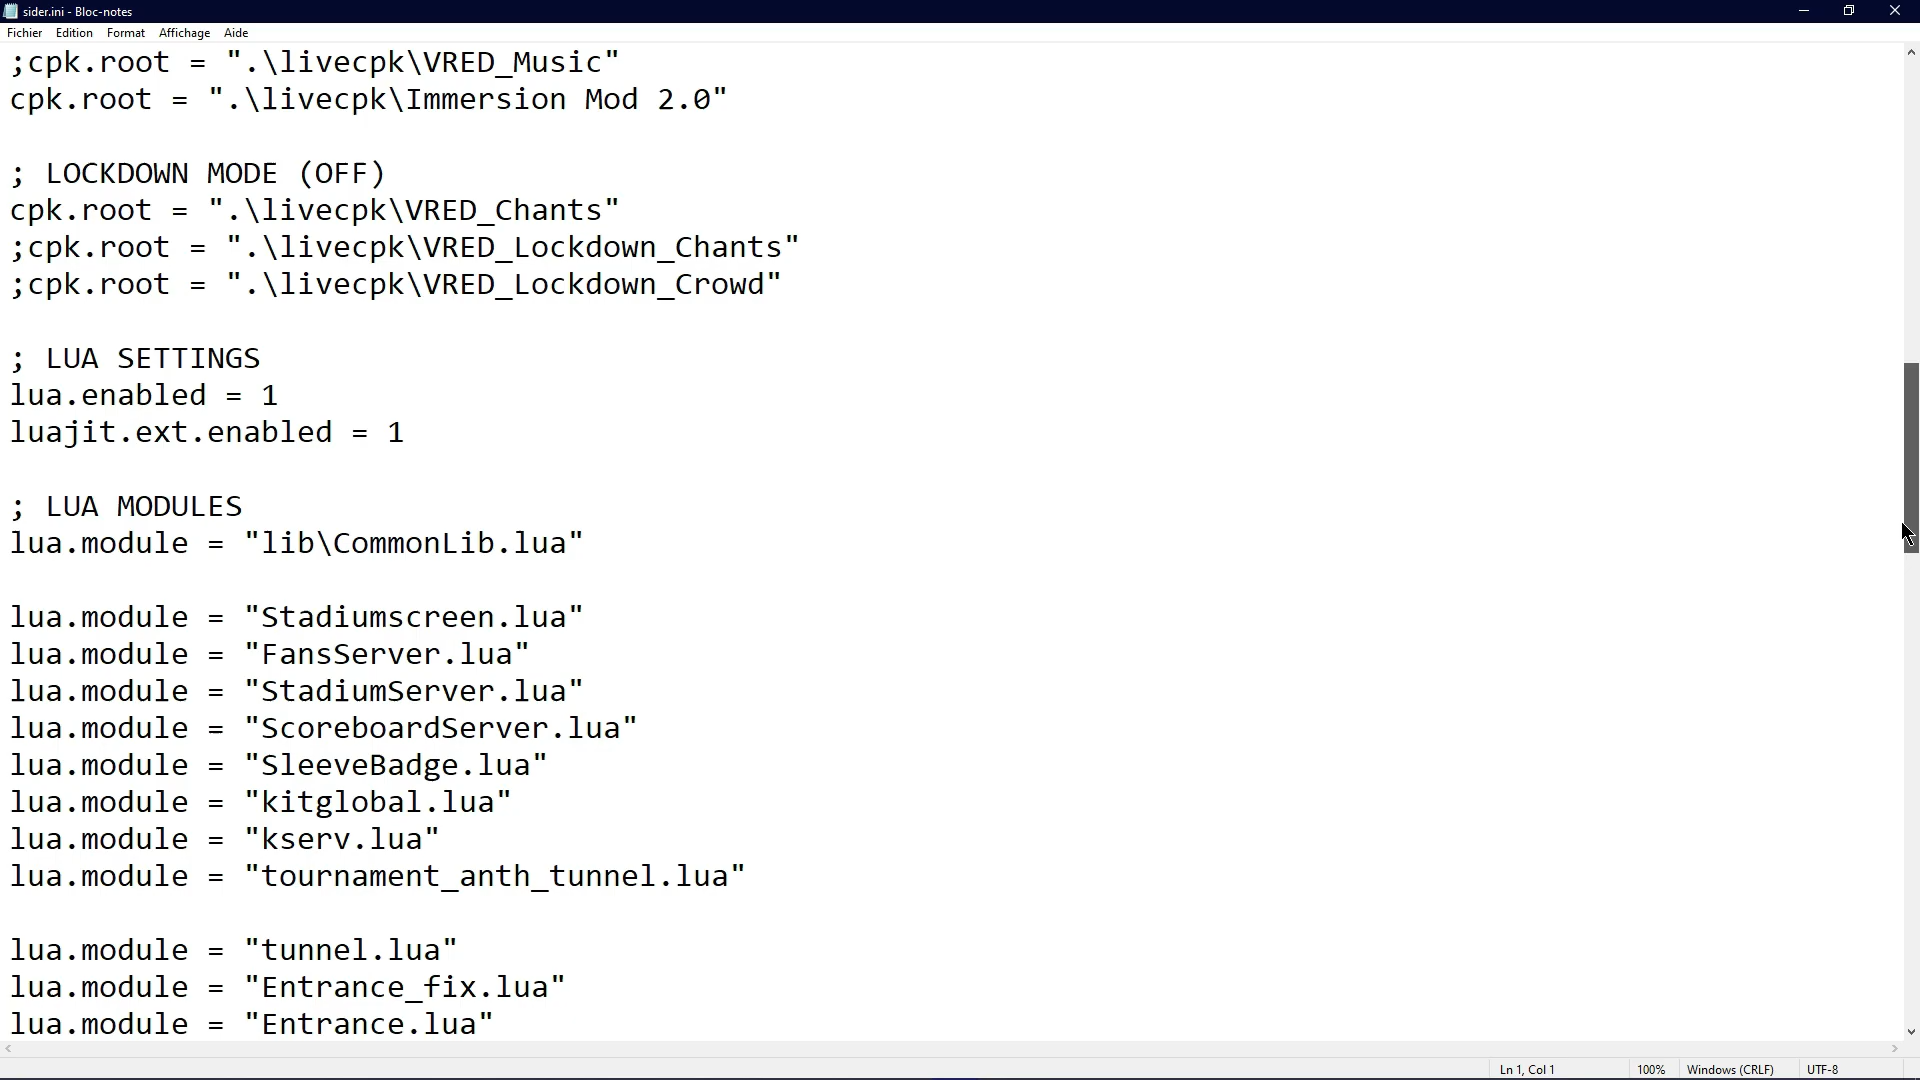 sider.ini - Bloc-notes
Fichier Edition Format Affichage Aide
;cpk.root = ".\livecpk\VRED_Music"
cpk.root = ".\livecpk\Immersion Mod 2.0"
; LOCKDOWN MODE (OFF)
cpk.root = ".\livecpk\VRED_Chants"
;cpk.root = ".\livecpk\VRED_Lockdown_Chants"
;cpk.root = ".\livecpk\VRED_Lockdown_Crowd"
; LUA SETTINGS
lua.enabled = 1
luajit.ext.enabled = 1
; LUA MODULES
lua.module = "lib\CommonLib.lua"
lua.module = "Stadiumscreen.lua"
lua.module = "FansServer.lua"
lua.module = "StadiumServer.lua"
lua.module = "ScoreboardServer.lua"
lua.module = "SleeveBadge.lua"
lua.module = "kitglobal.lua"
lua.module = "kserv.lua"
lua.module = "tournament_anth_tunnel.lua"
lua.module = "tunnel.lua"
lua.module = "Entrance_fix.lua"
lua.module = "Entrance.lua"
Ln 1, Col 1 100% Windows (CRLF) UTF-8